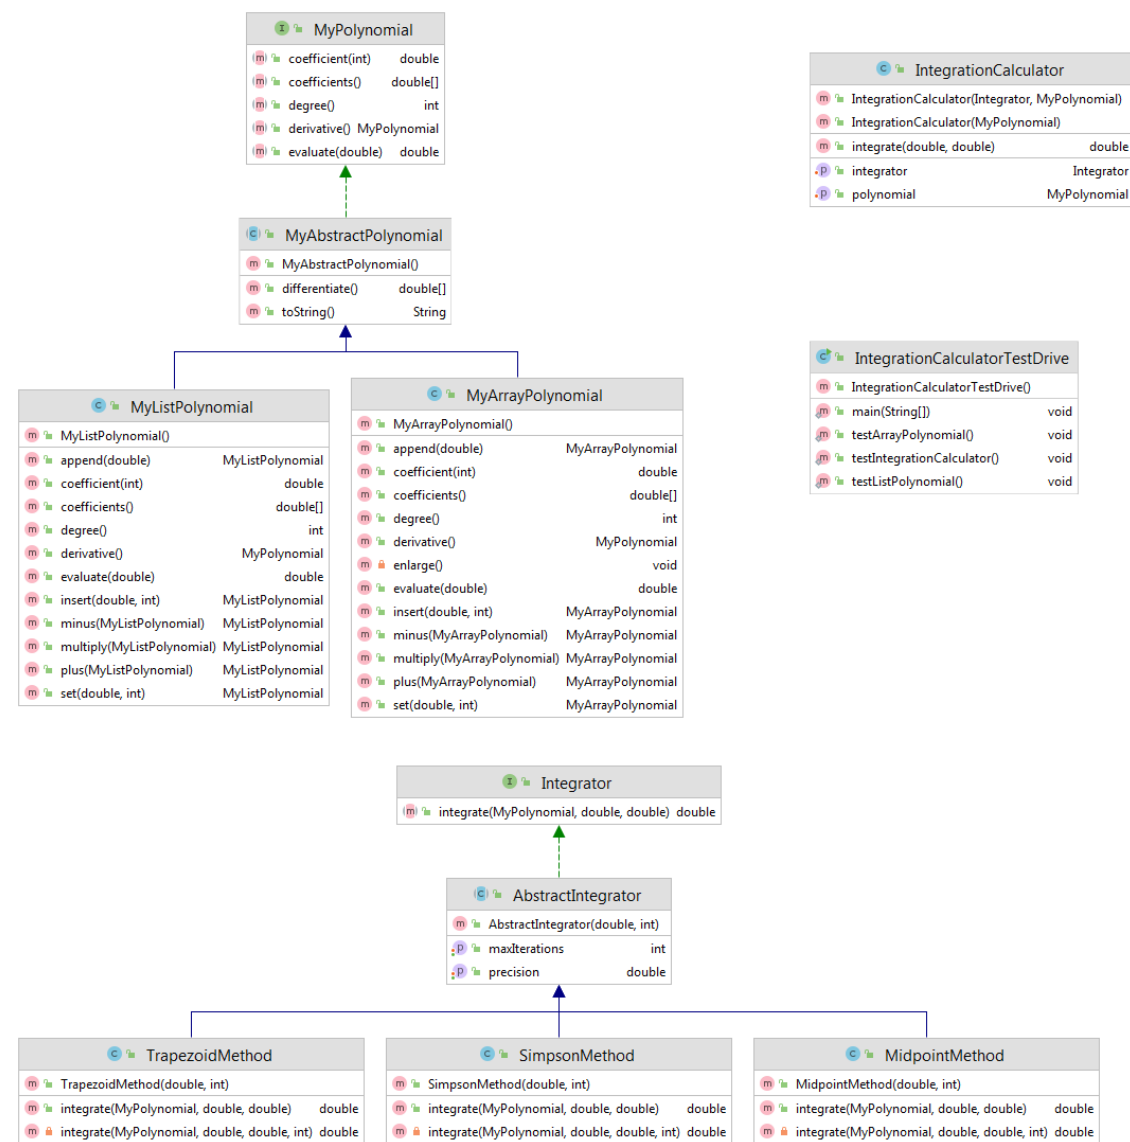 MyPolynomial
coefficient(int) double
coefficients() double[]
degree() int
derivative() MyPolynomial
evaluate(double) double
IntegrationCalculator
IntegrationCalculator(Integrator, MyPolynomial)
IntegrationCalculator(MyPolynomial)
integrate(double, double) double
integrator Integrator
polynomial MyPolynomial
MyAbstractPolynomial
MyAbstractPolynomial()
differentiate() double[]
toString() String
IntegrationCalculatorTestDrive
IntegrationCalculatorTestDrive()
main(String[]) void
testArrayPolynomial() void
testIntegrationCalculator() void
testListPolynomial() void
MyListPolynomial
MyListPolynomial()
append(double) MyListPolynomial
coefficient(int) double
coefficients() double[]
degree() int
derivative() MyPolynomial
evaluate(double) double
insert(double, int) MyListPolynomial
minus(MyListPolynomial) MyListPolynomial
multiply(MyListPolynomial) MyListPolynomial
plus(MyListPolynomial) MyListPolynomial
set(double, int) MyListPolynomial
MyArrayPolynomial
MyArrayPolynomial()
append(double) MyArrayPolynomial
coefficient(int) double
coefficients() double[]
degree() int
derivative() MyPolynomial
enlarge() void
evaluate(double) double
insert(double, int) MyArrayPolynomial
minus(MyArrayPolynomial) MyArrayPolynomial
multiply(MyArrayPolynomial) MyArrayPolynomial
plus(MyArrayPolynomial) MyArrayPolynomial
set(double, int) MyArrayPolynomial
Integrator
integrate(MyPolynomial, double, double) double
AbstractIntegrator
AbstractIntegrator(double, int)
maxIterations int
precision double
TrapezoidMethod
TrapezoidMethod(double, int)
integrate(MyPolynomial, double, double) double
integrate(MyPolynomial, double, double, int) double
SimpsonMethod
SimpsonMethod(double, int)
integrate(MyPolynomial, double, double) double
integrate(MyPolynomial, double, double, int) double
MidpointMethod
MidpointMethod(double, int)
integrate(MyPolynomial, double, double) double
integrate(MyPolynomial, double, double, int) double